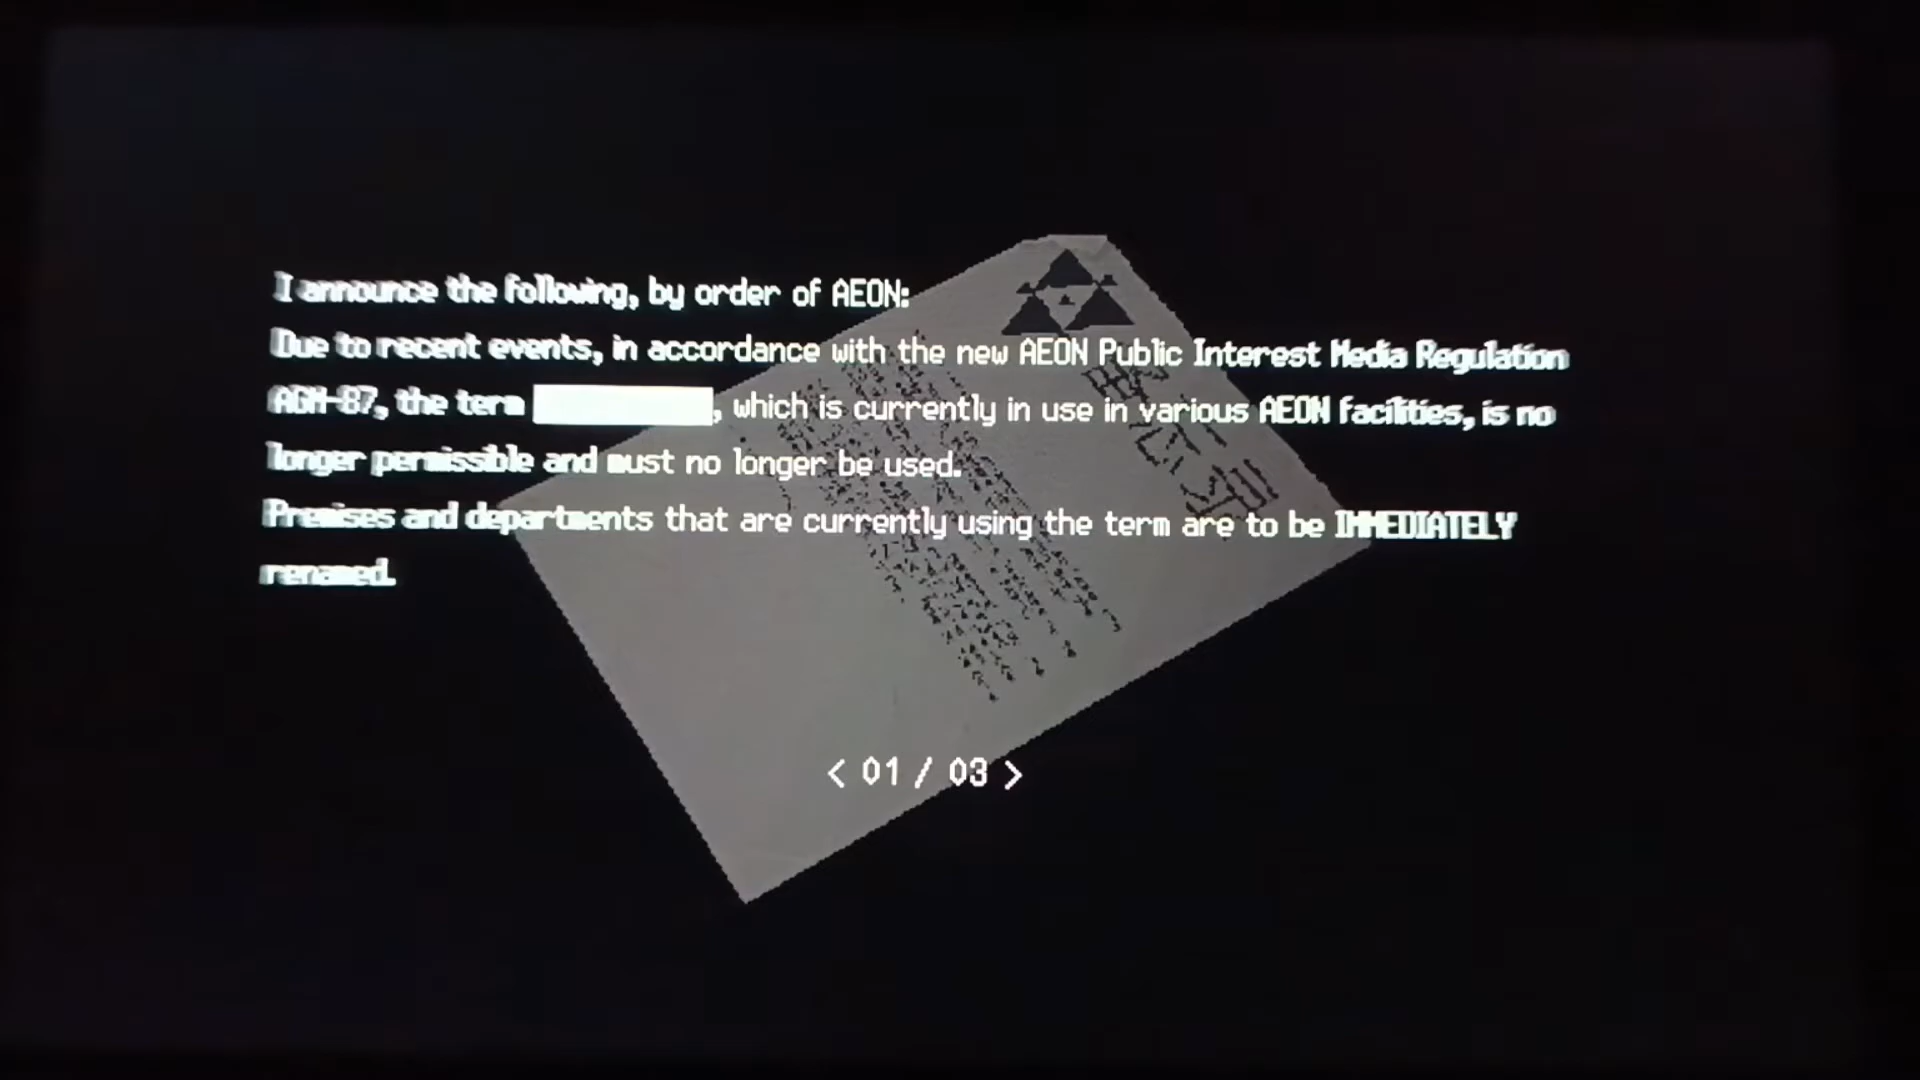 I announce the following, by order of AEON:
Due to recent events, in accordance with the new AEON Public Interest Media Regulation
AGM-87, the term , which is currently in use in various AEON facilities, is no
longer permissible and must no longer be used.
Premises and departments that are currently using the term are to be IMMEDIATELY
renamed.
< 01 / 03 >